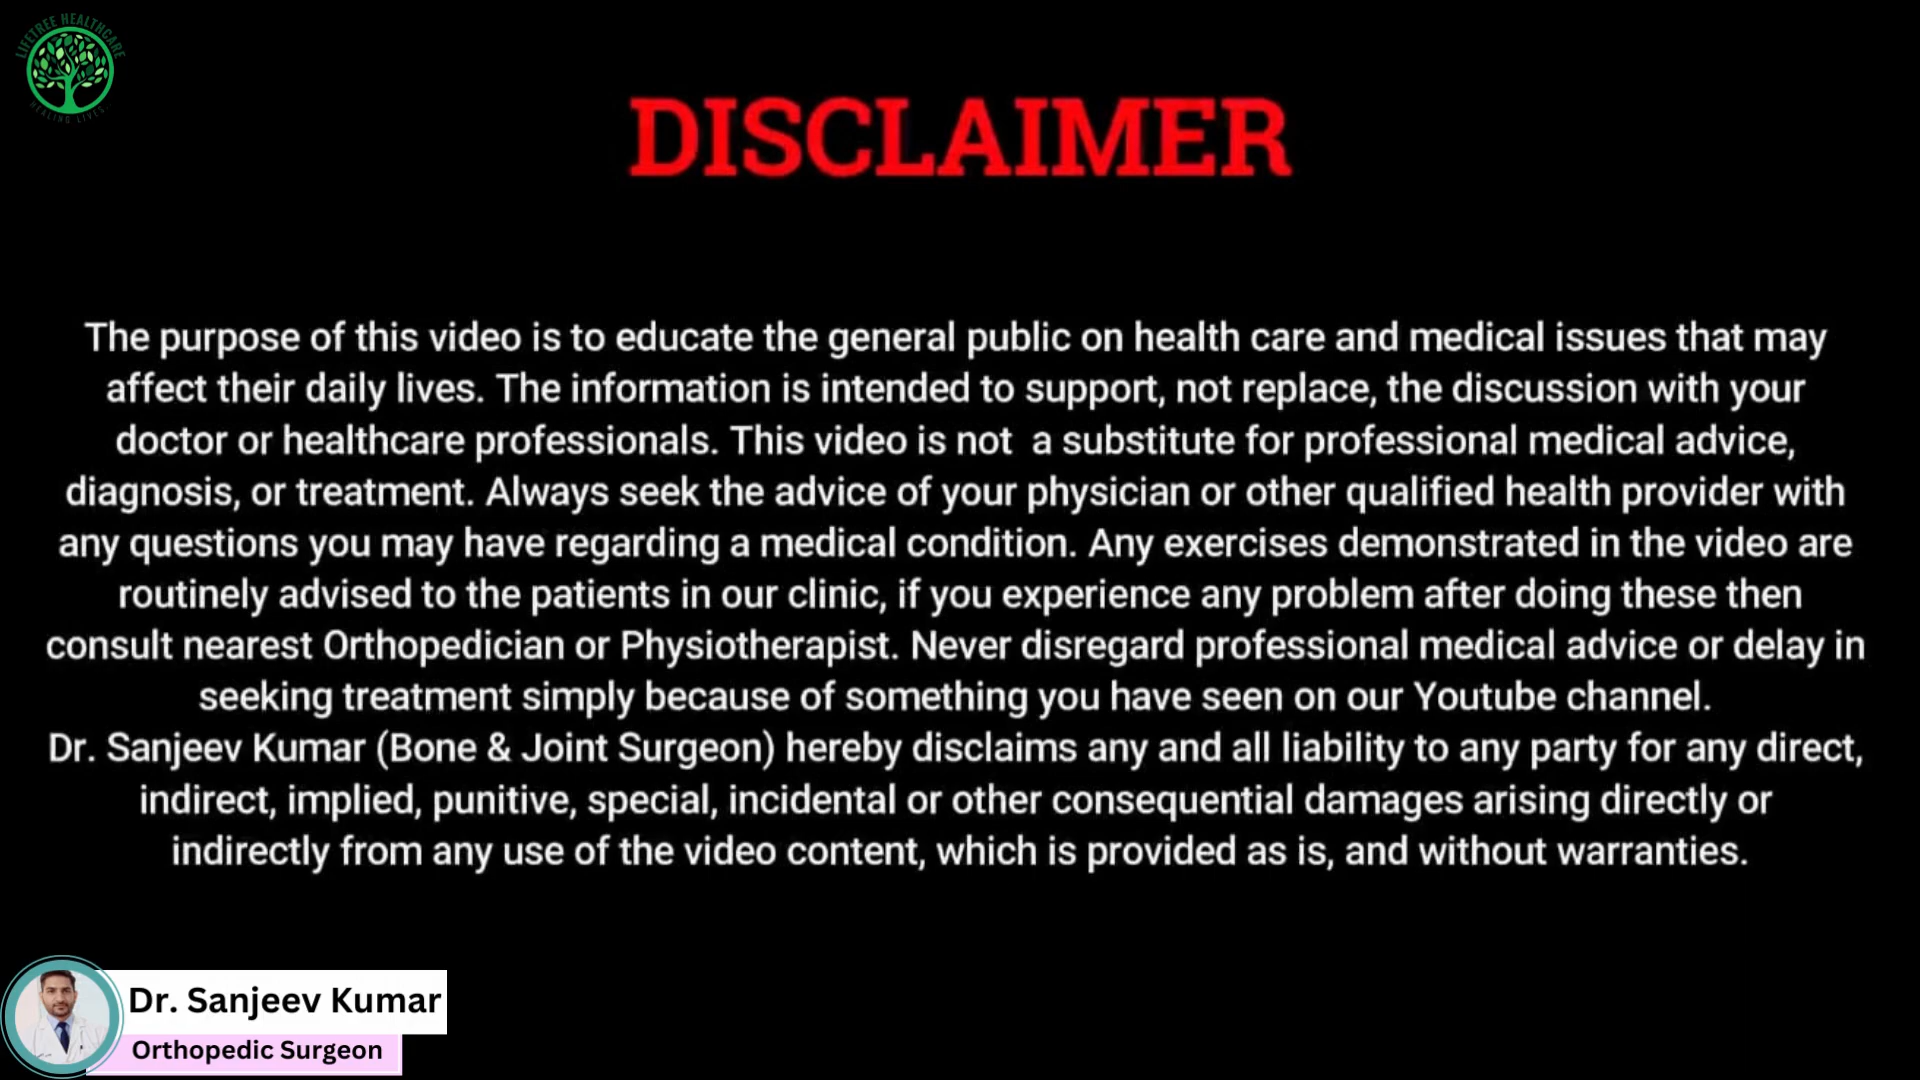 LIFETREE HEALTHCARE
HEALING LIVES.
DISCLAIMER
The purpose of this video is to educate the general public on health care and medical issues that may
affect their daily lives. The information is intended to support, not replace, the discussion with your
doctor or healthcare professionals. This video is not  a substitute for professional medical advice,
diagnosis, or treatment. Always seek the advice of your physician or other qualified health provider with
any questions you may have regarding a medical condition. Any exercises demonstrated in the video are
routinely advised to the patients in our clinic, if you experience any problem after doing these then
consult nearest Orthopedician or Physiotherapist. Never disregard professional medical advice or delay in
seeking treatment simply because of something you have seen on our Youtube channel.
Dr. Sanjeev Kumar (Bone & Joint Surgeon) hereby disclaims any and all liability to any party for any direct,
indirect, implied, punitive, special, incidental or other consequential damages arising directly or
indirectly from any use of the video content, which is provided as is, and without warranties.
Dr. Sanjeev Kumar
Orthopedic Surgeon